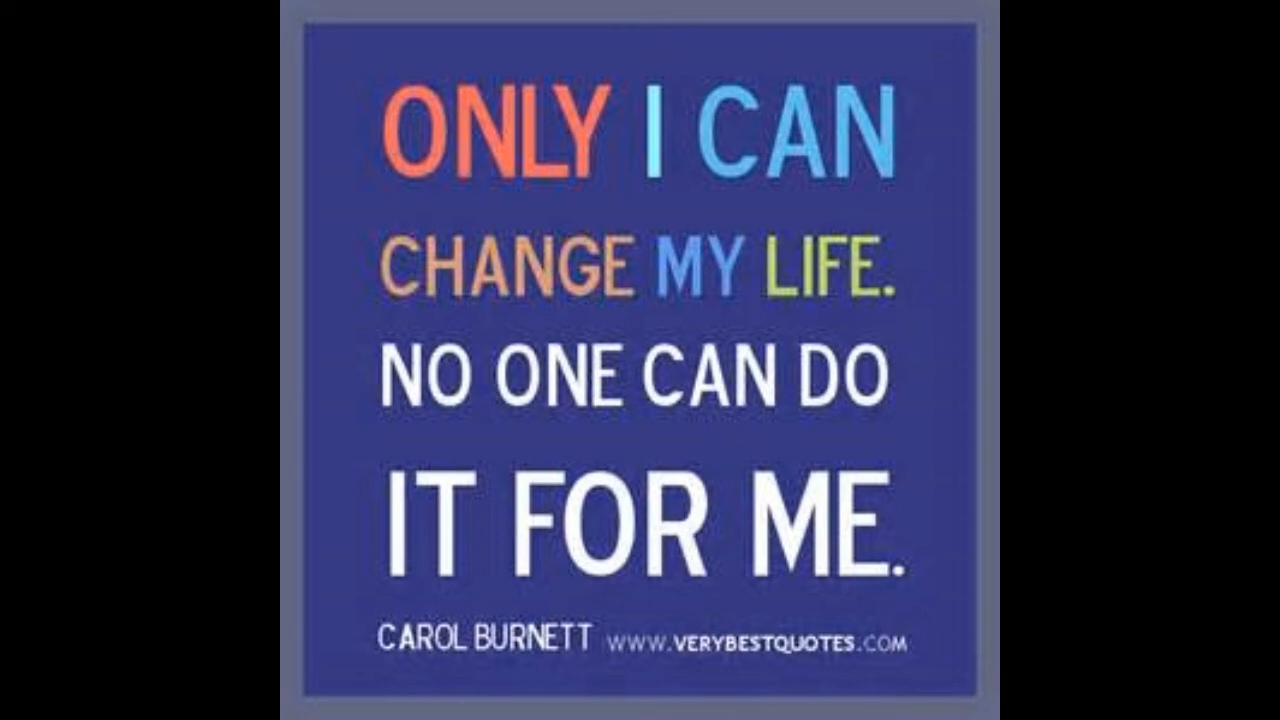 ONLY I CAN
CHANGE MY LIFE.
NO ONE CAN DO
IT FOR ME.
CAROL BURNETT WWW.VERYBESTQUOTES.COM